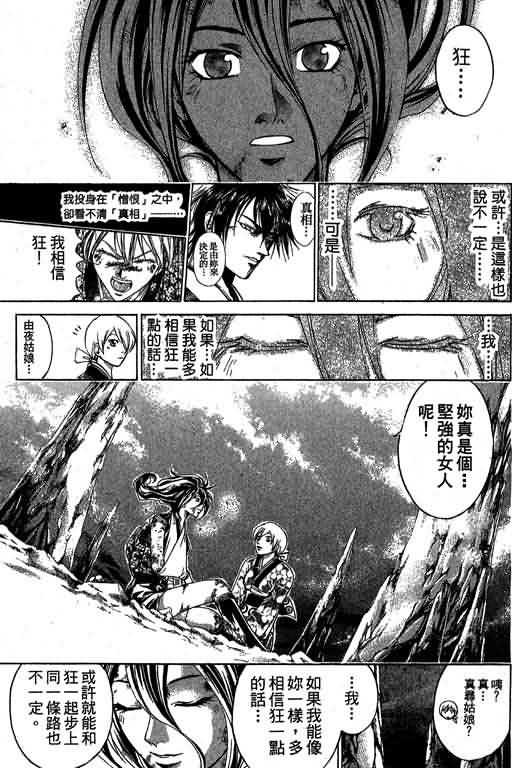 狂……
或許…是這樣也
說不一定……
……可是——
真相…
是由妳來
決定的…
我投身在「憎恨」之中，
卻看不清「真相」———
我相信
狂！
…我…
如果…如
果我能多
相信狂一
點的話…
由夜姑娘…
妳真是個…
堅強的女人
呢！
咦？
真…
真尋姑娘？
…我…
如果我能像
妳一樣，多
相信狂一點
的話…
或許就能和
狂一起步上
同一條路也
不一定。